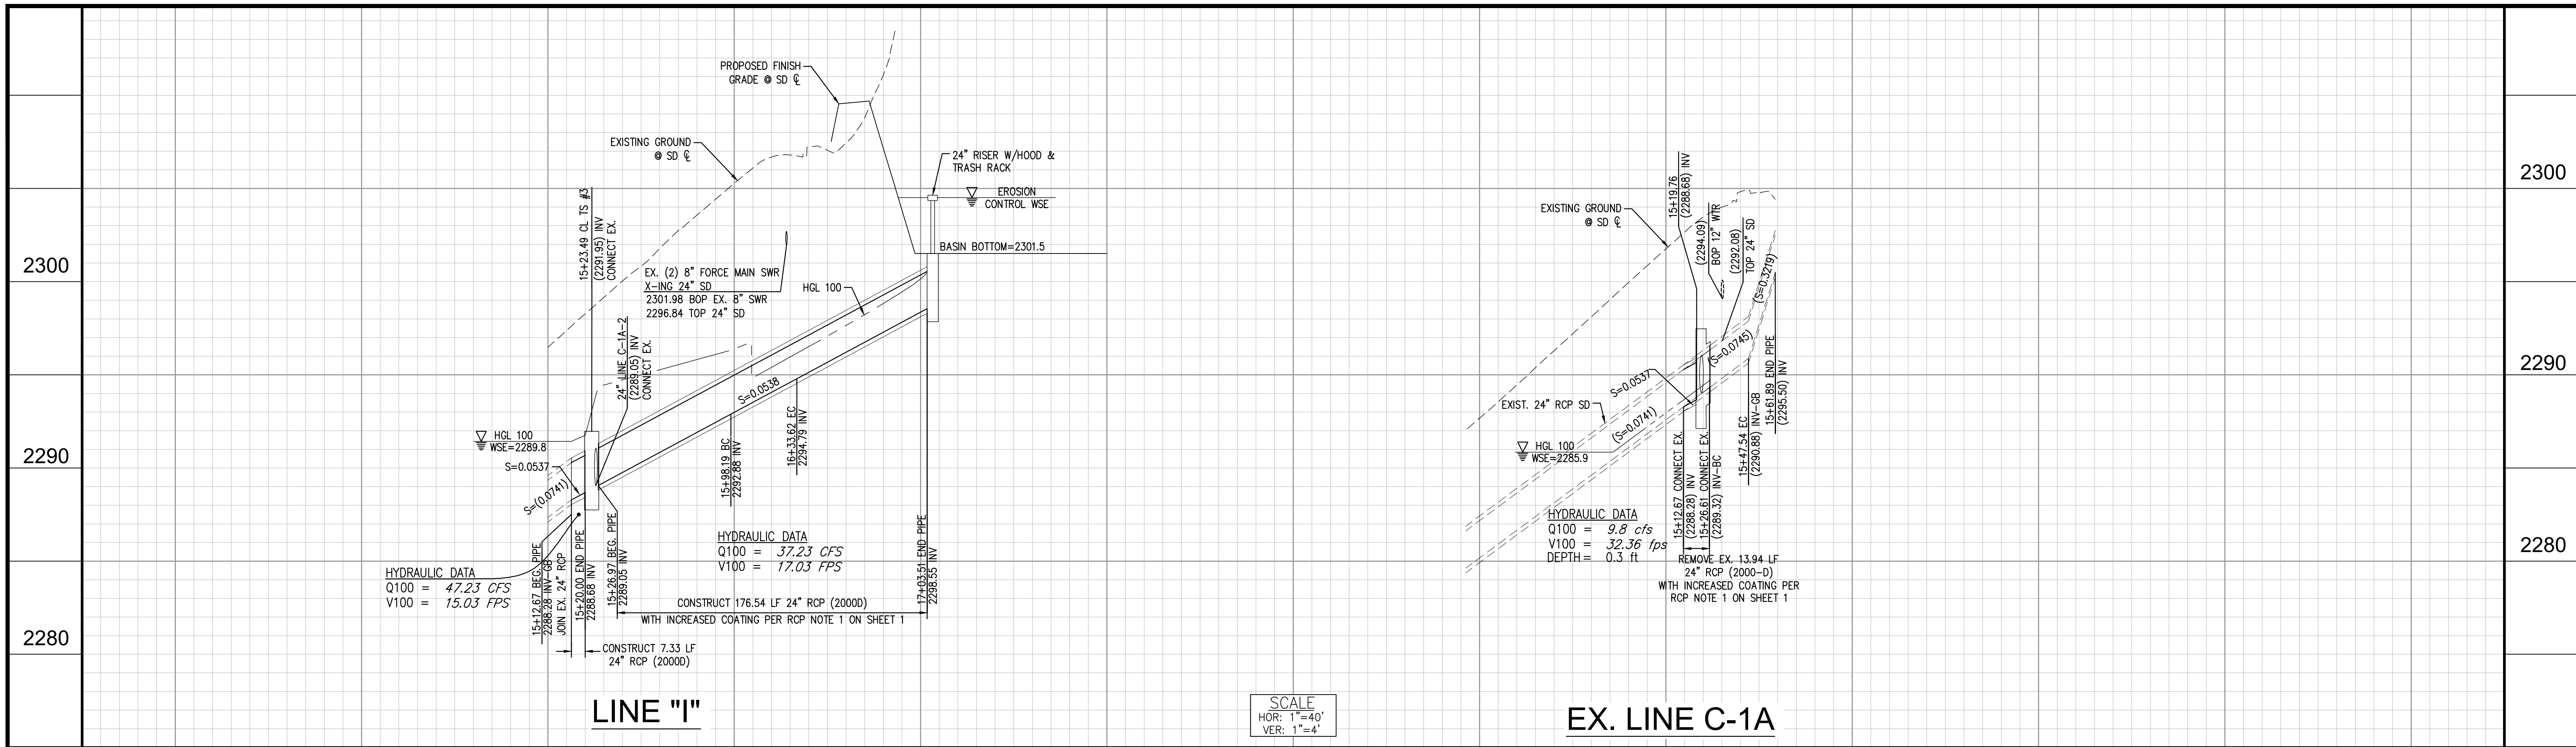 2300
2290
2280
PROPOSED FINISH
GRADE @ SD ℄
EXISTING GROUND
@ SD ℄
24" RISER W/HOOD &
TRASH RACK
EROSION
CONTROL WSE
BASIN BOTTOM=2301.5
15+23.49 CL TS #3
(2291.95) INV
CONNECT EX.
EX. (2) 8" FORCE MAIN SWR
X-ING 24" SD
2301.98 BOP EX. 8" SWR
2296.84 TOP 24" SD
HGL 100
24" LINE C-1A-2
(2289.05) INV
CONNECT EX.
HGL 100
WSE=2289.8
S=0.0537
S=(0.0741)
S=0.0538
15+98.19 BC
2292.88 INV
16+33.62 EC
2294.79 INV
HYDRAULIC DATA
Q100 = 47.23 CFS
V100 = 15.03 FPS
15+12.67 BEG. PIPE
2288.28 INV-GB
JOIN EX. 24" RCP
15+20.00 END PIPE
2288.68 INV
15+26.97 BEG. PIPE
2289.05 INV
HYDRAULIC DATA
Q100 = 37.23 CFS
V100 = 17.03 FPS
17+03.51 END PIPE
2298.55 INV
CONSTRUCT 176.54 LF 24" RCP (2000D)
WITH INCREASED COATING PER RCP NOTE 1 ON SHEET 1
CONSTRUCT 7.33 LF
24" RCP (2000D)
LINE "I"
SCALE
HOR: 1"=40'
VER: 1"=4'
EXISTING GROUND
@ SD ℄
15+19.76
(2288.68) INV
(2294.09)
BOP 12" WTR
(2292.08)
TOP 24" SD
(S=0.3219)
(S=0.0745)
S=0.0537
EXIST. 24" RCP SD
(S=0.0741)
HGL 100
WSE=2285.9
15+12.67 CONNECT EX.
(2288.28) INV
15+26.61 CONNECT EX.
(2289.32) INV-BC
15+47.54 EC
(2290.88) INV-GB
15+61.89 END PIPE
(2295.50) INV
HYDRAULIC DATA
Q100 = 9.8 cfs
V100 = 32.36 fps
DEPTH= 0.3 ft
REMOVE EX. 13.94 LF
24" RCP (2000-D)
WITH INCREASED COATING PER
RCP NOTE 1 ON SHEET 1
EX. LINE C-1A
2300
2290
2280